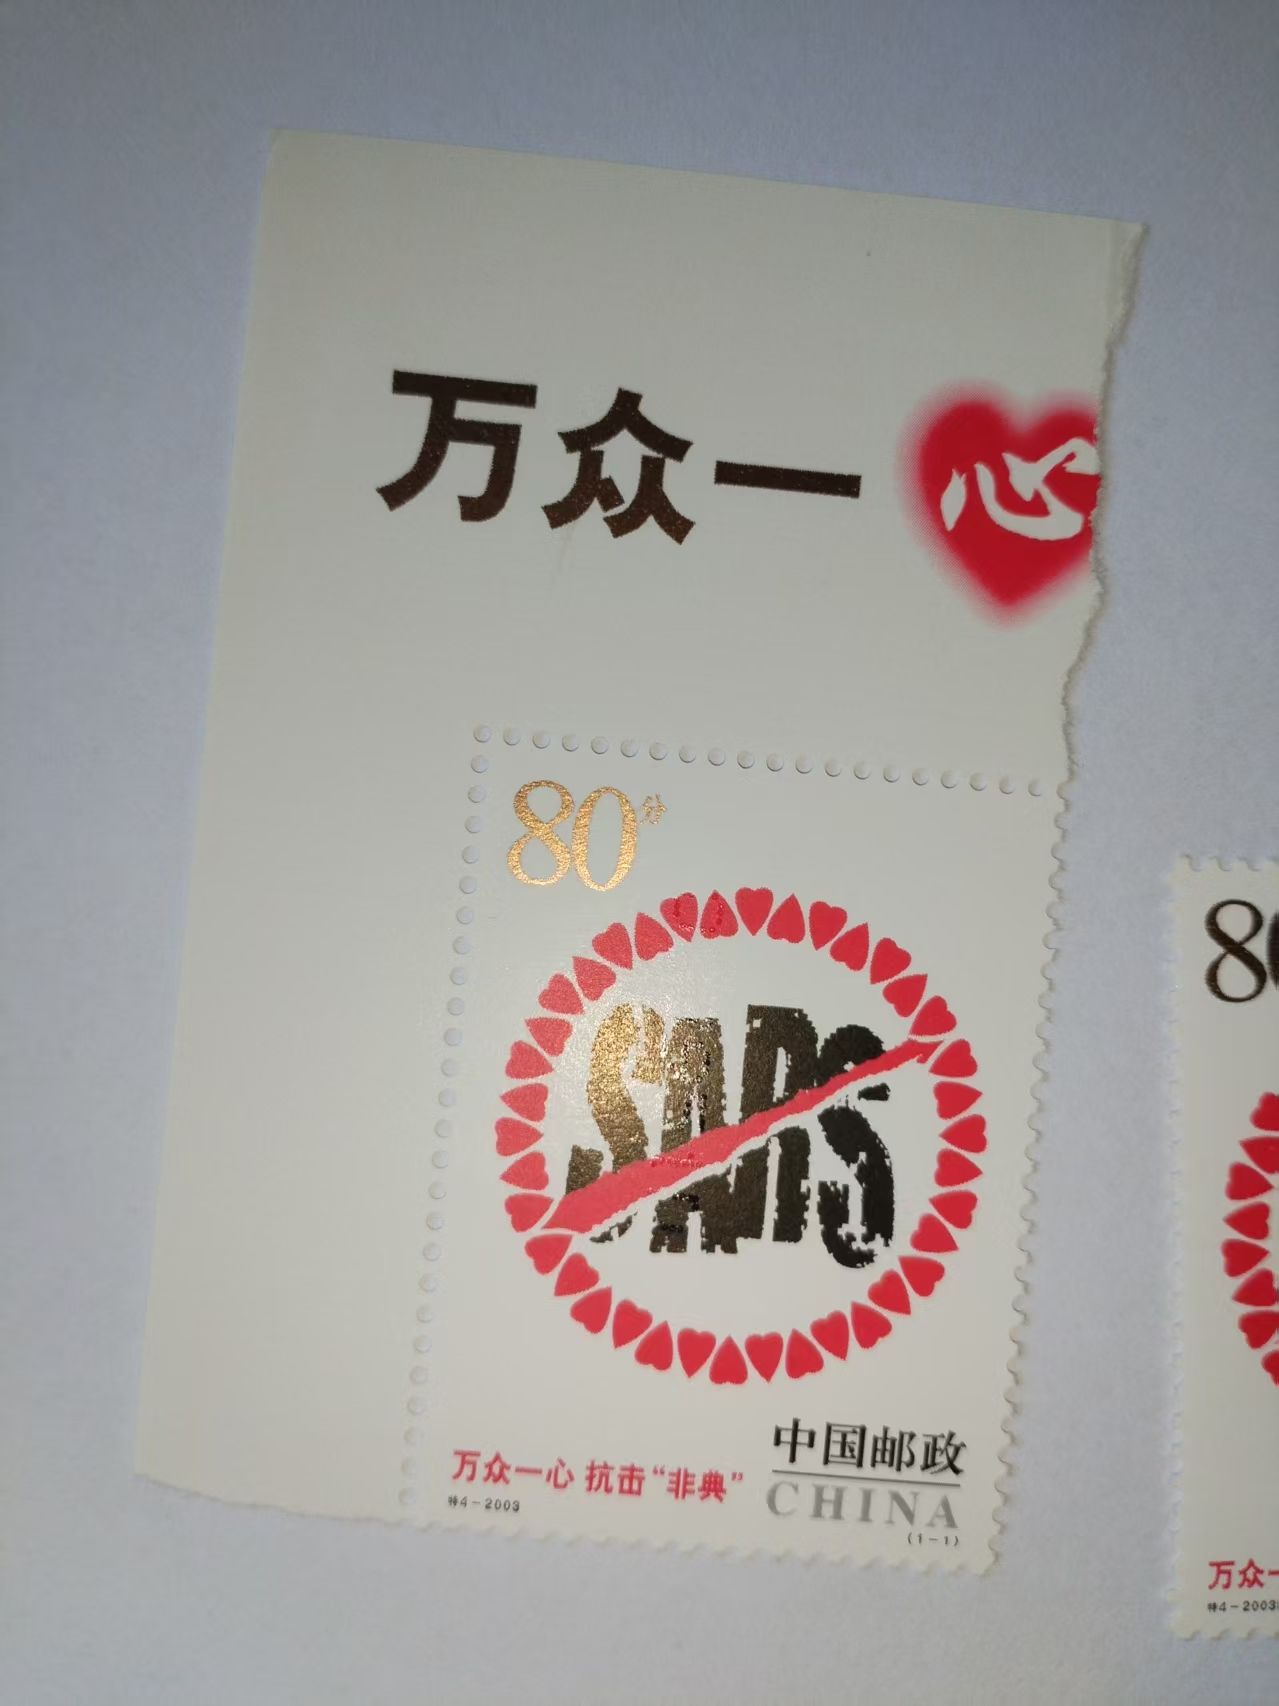 万众一心
80分
SARS
中国邮政
CHINA
万众一心 抗击“非典”
特4-2003
(1-1)
80
万众一
特4-2003